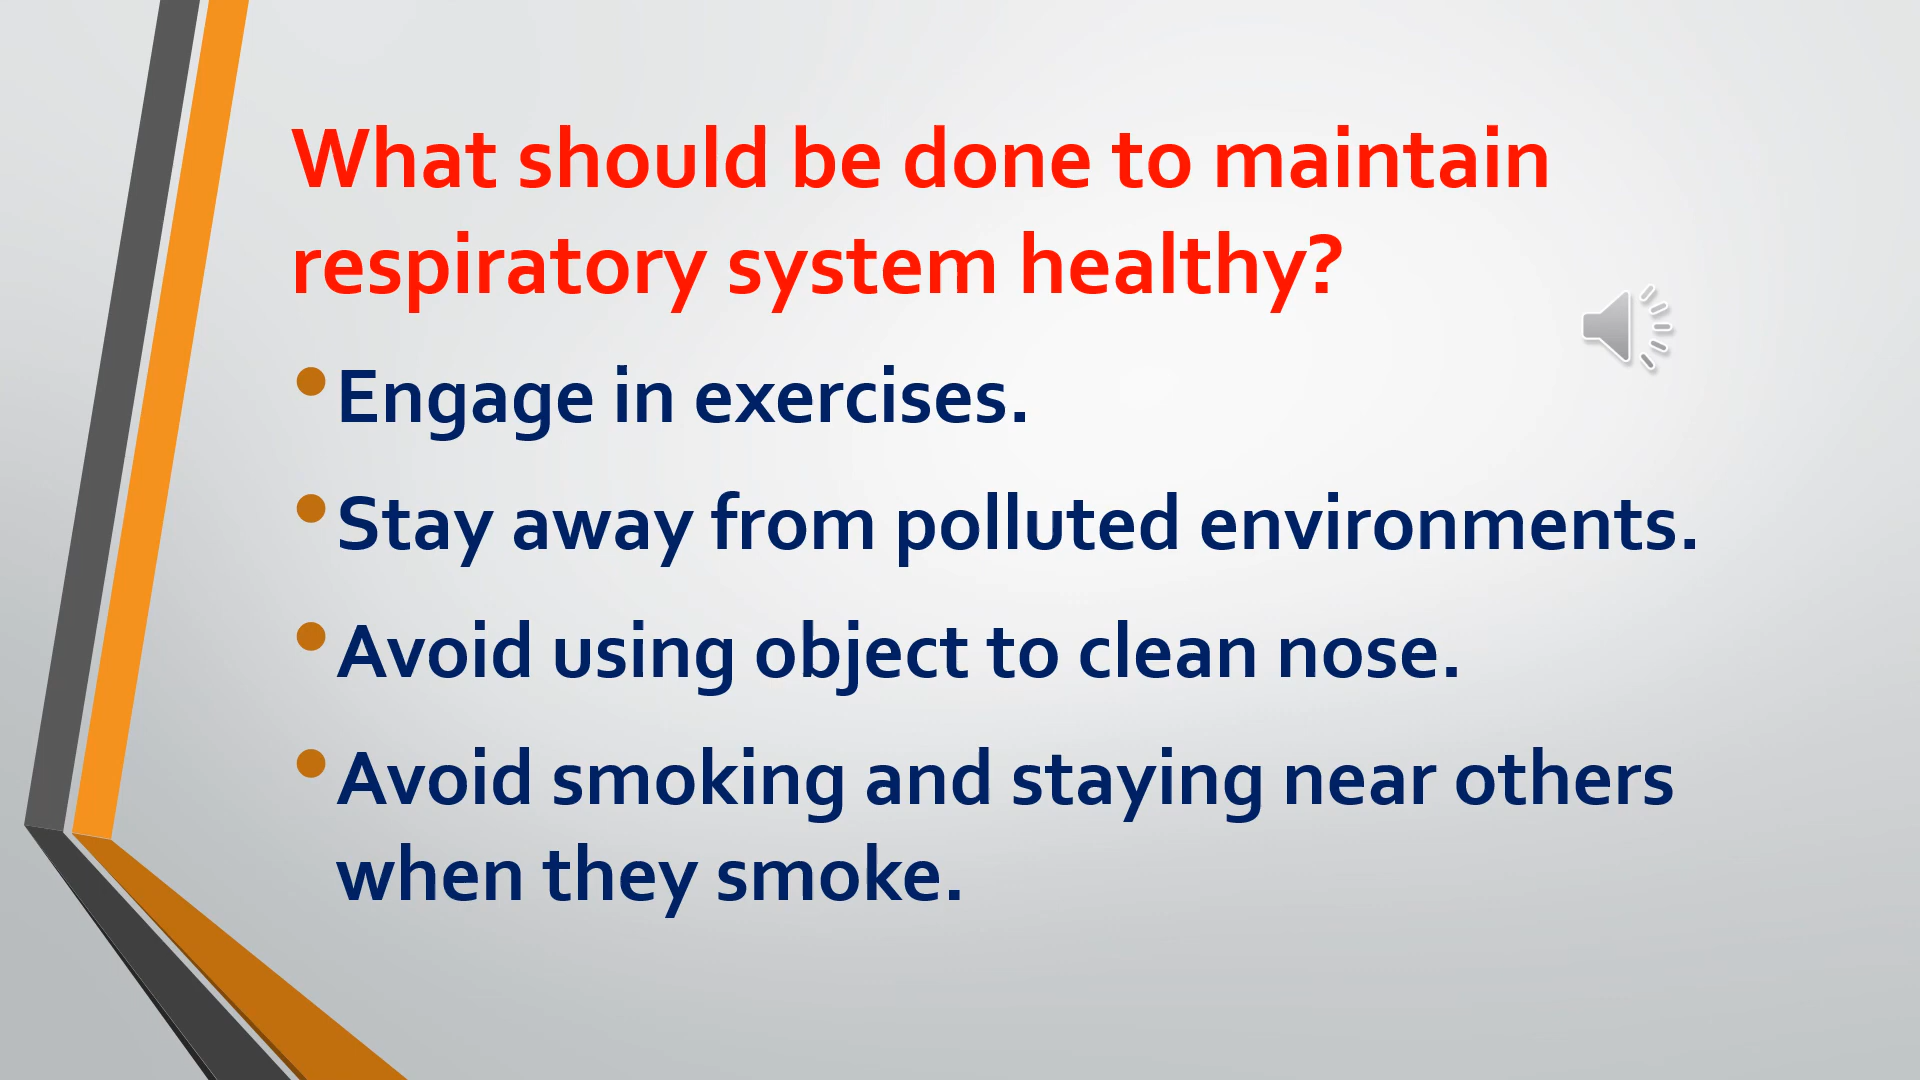 What should be done to maintain
respiratory system healthy?
• Engage in exercises.
• Stay away from polluted environments.
• Avoid using object to clean nose.
• Avoid smoking and staying near others
when they smoke.